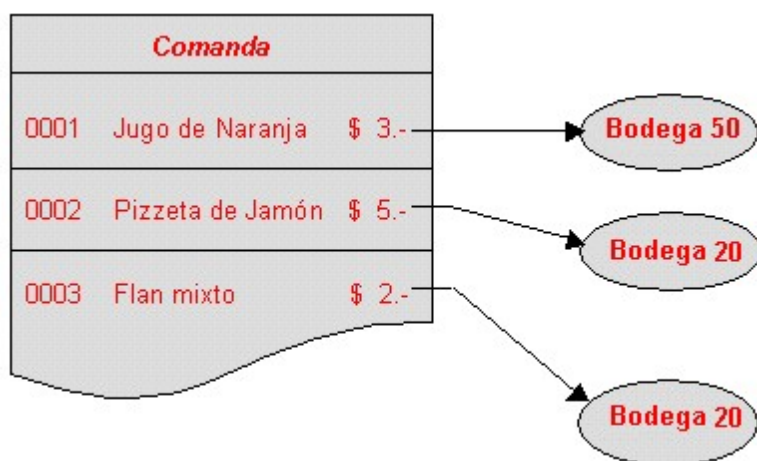 Comanda
0001 Jugo de Naranja $ 3.- Bodega 50
0002 Pizzeta de Jamón $ 5.- Bodega 20
0003 Flan mixto $ 2.- Bodega 20